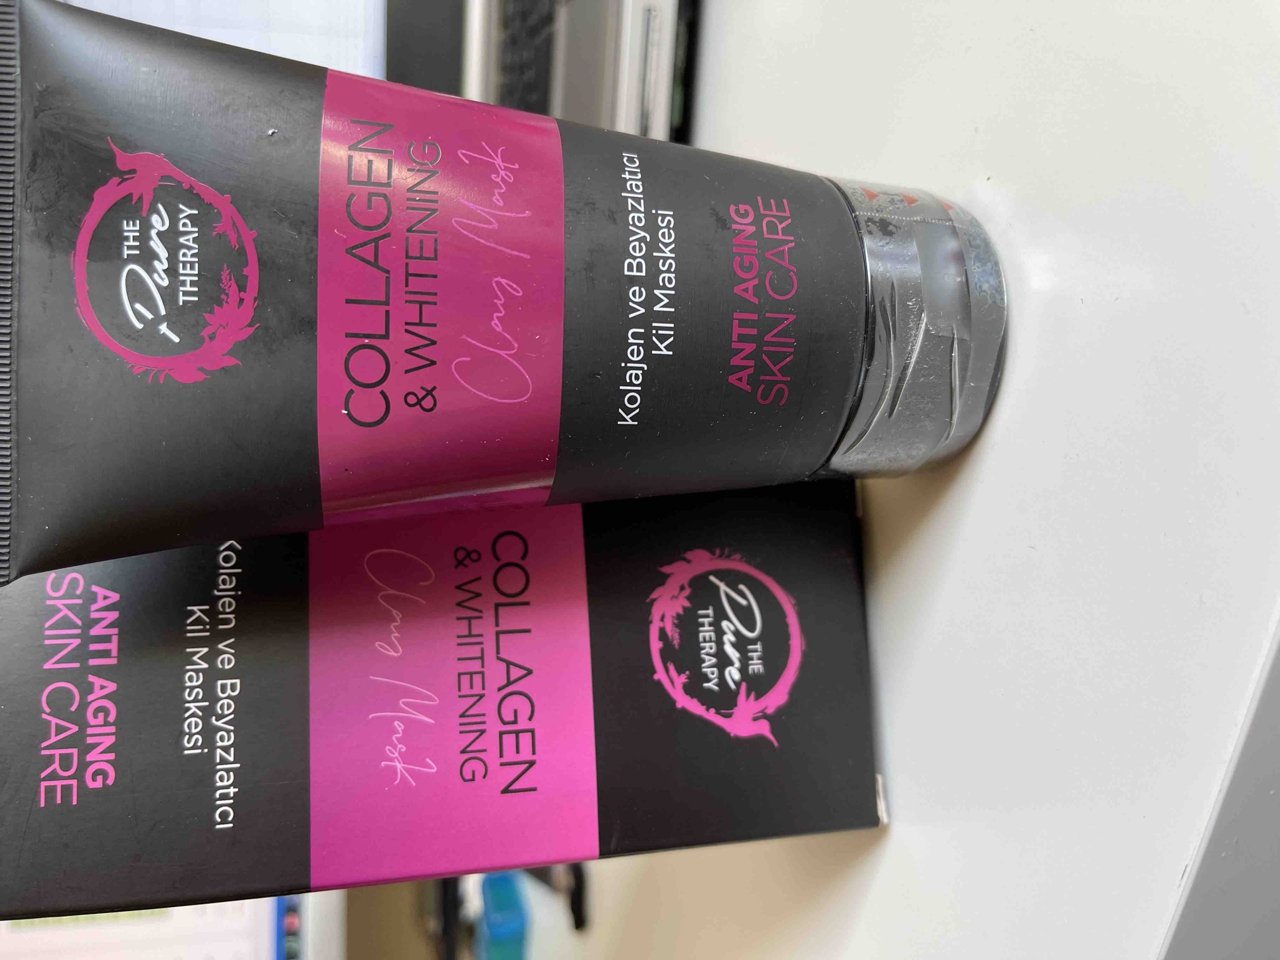 THE
Pure
THERAPY
COLLAGEN
& WHITENING
Clay Mask
Kolajen ve Beyazlatıcı
Kil Maskesi
ANTI AGING
SKIN CARE
THE
Pure
THERAPY
COLLAGEN
& WHITENING
Clay Mask
Kolajen ve Beyazlatıcı
Kil Maskesi
ANTI AGING
SKIN CARE